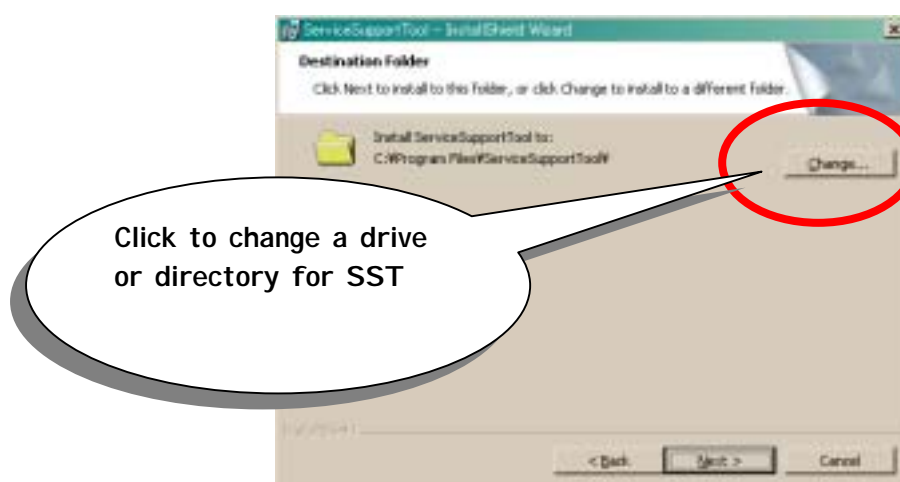 ServiceSupportTool - InstallShield Wizard
Destination Folder
Click Next to install to this folder, or click Change to install to a different folder.
Install ServiceSupportTool to:
C:¥Program Files¥ServiceSupportTool¥
Change...
Click to change a drive
or directory for SST
InstallShield
< Back
Next >
Cancel